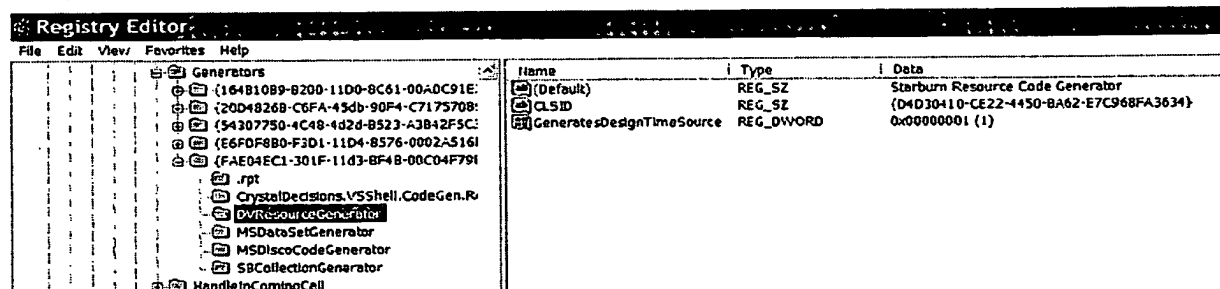 Registry Editor
File Edit View Favorites Help
Generators
{164B10B9-B200-11D0-8C61-00A0C91E
{20D4826B-C6FA-45db-90F4-C7175708
{54307750-4C48-4d2d-B523-A3B42F5C
{E6FDF8B0-F3D1-11D4-8576-0002A516
{FAE04EC1-301F-11d3-BF4B-00C04F79
.rpt
CrystalDecisions.VSShell.CodeGen.R
DVResourceGenerator
MSDataSetGenerator
MSDiscoCodeGenerator
SBCollectionGenerator
HandleInComingCell
Name Type Data
(Default) REG_SZ Starburn Resource Code Generator
CLSID REG_SZ {D4D30410-CE22-4450-8A62-E7C968FA3634}
GeneratesDesignTimeSource REG_DWORD 0x00000001 (1)